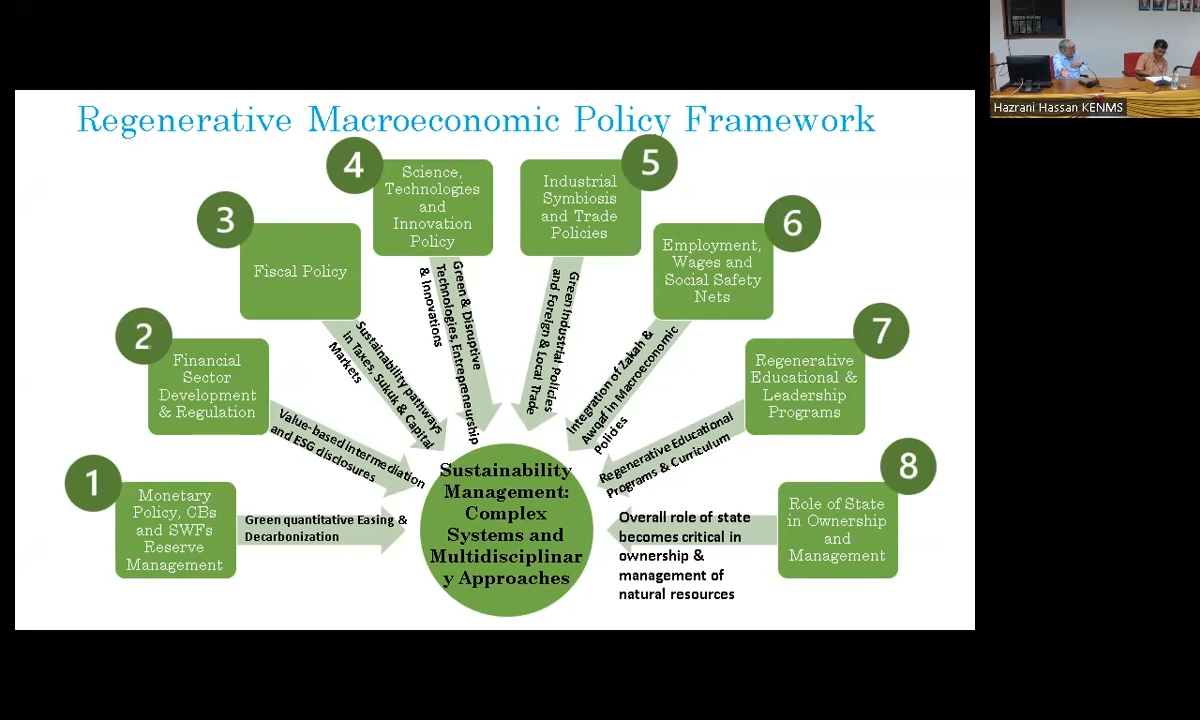 Regenerative Macroeconomic Policy Framework
Hazrani Hassan KENMS
1
Monetary
Policy, CBs
and SWFs
Reserve
Management
Green quantitative Easing &
Decarbonization
2
Financial
Sector
Development
& Regulation
Value-based intermediation
and ESG disclosures
3
Fiscal Policy
Sustainability pathways
in Taxes, Sukuk & Capital
Markets
4
Science,
Technologies
and
Innovation
Policy
Green & Disruptive
Technologies, Entrepreneurship
& Innovations
5
Industrial
Symbiosis
and Trade
Policies
Green Industrial Policies
and Foreign & Local Trade
6
Employment,
Wages and
Social Safety
Nets
Integration of Zakah &
Awqaf in Macroeconomic
Policies
7
Regenerative
Educational &
Leadership
Programs
Regenerative Educational
Programs & Curriculum
8
Role of State
in Ownership
and
Management
Overall role of state
becomes critical in
ownership &
management of
natural resources
Sustainability
Management:
Complex
Systems and
Multidisciplinar
y Approaches